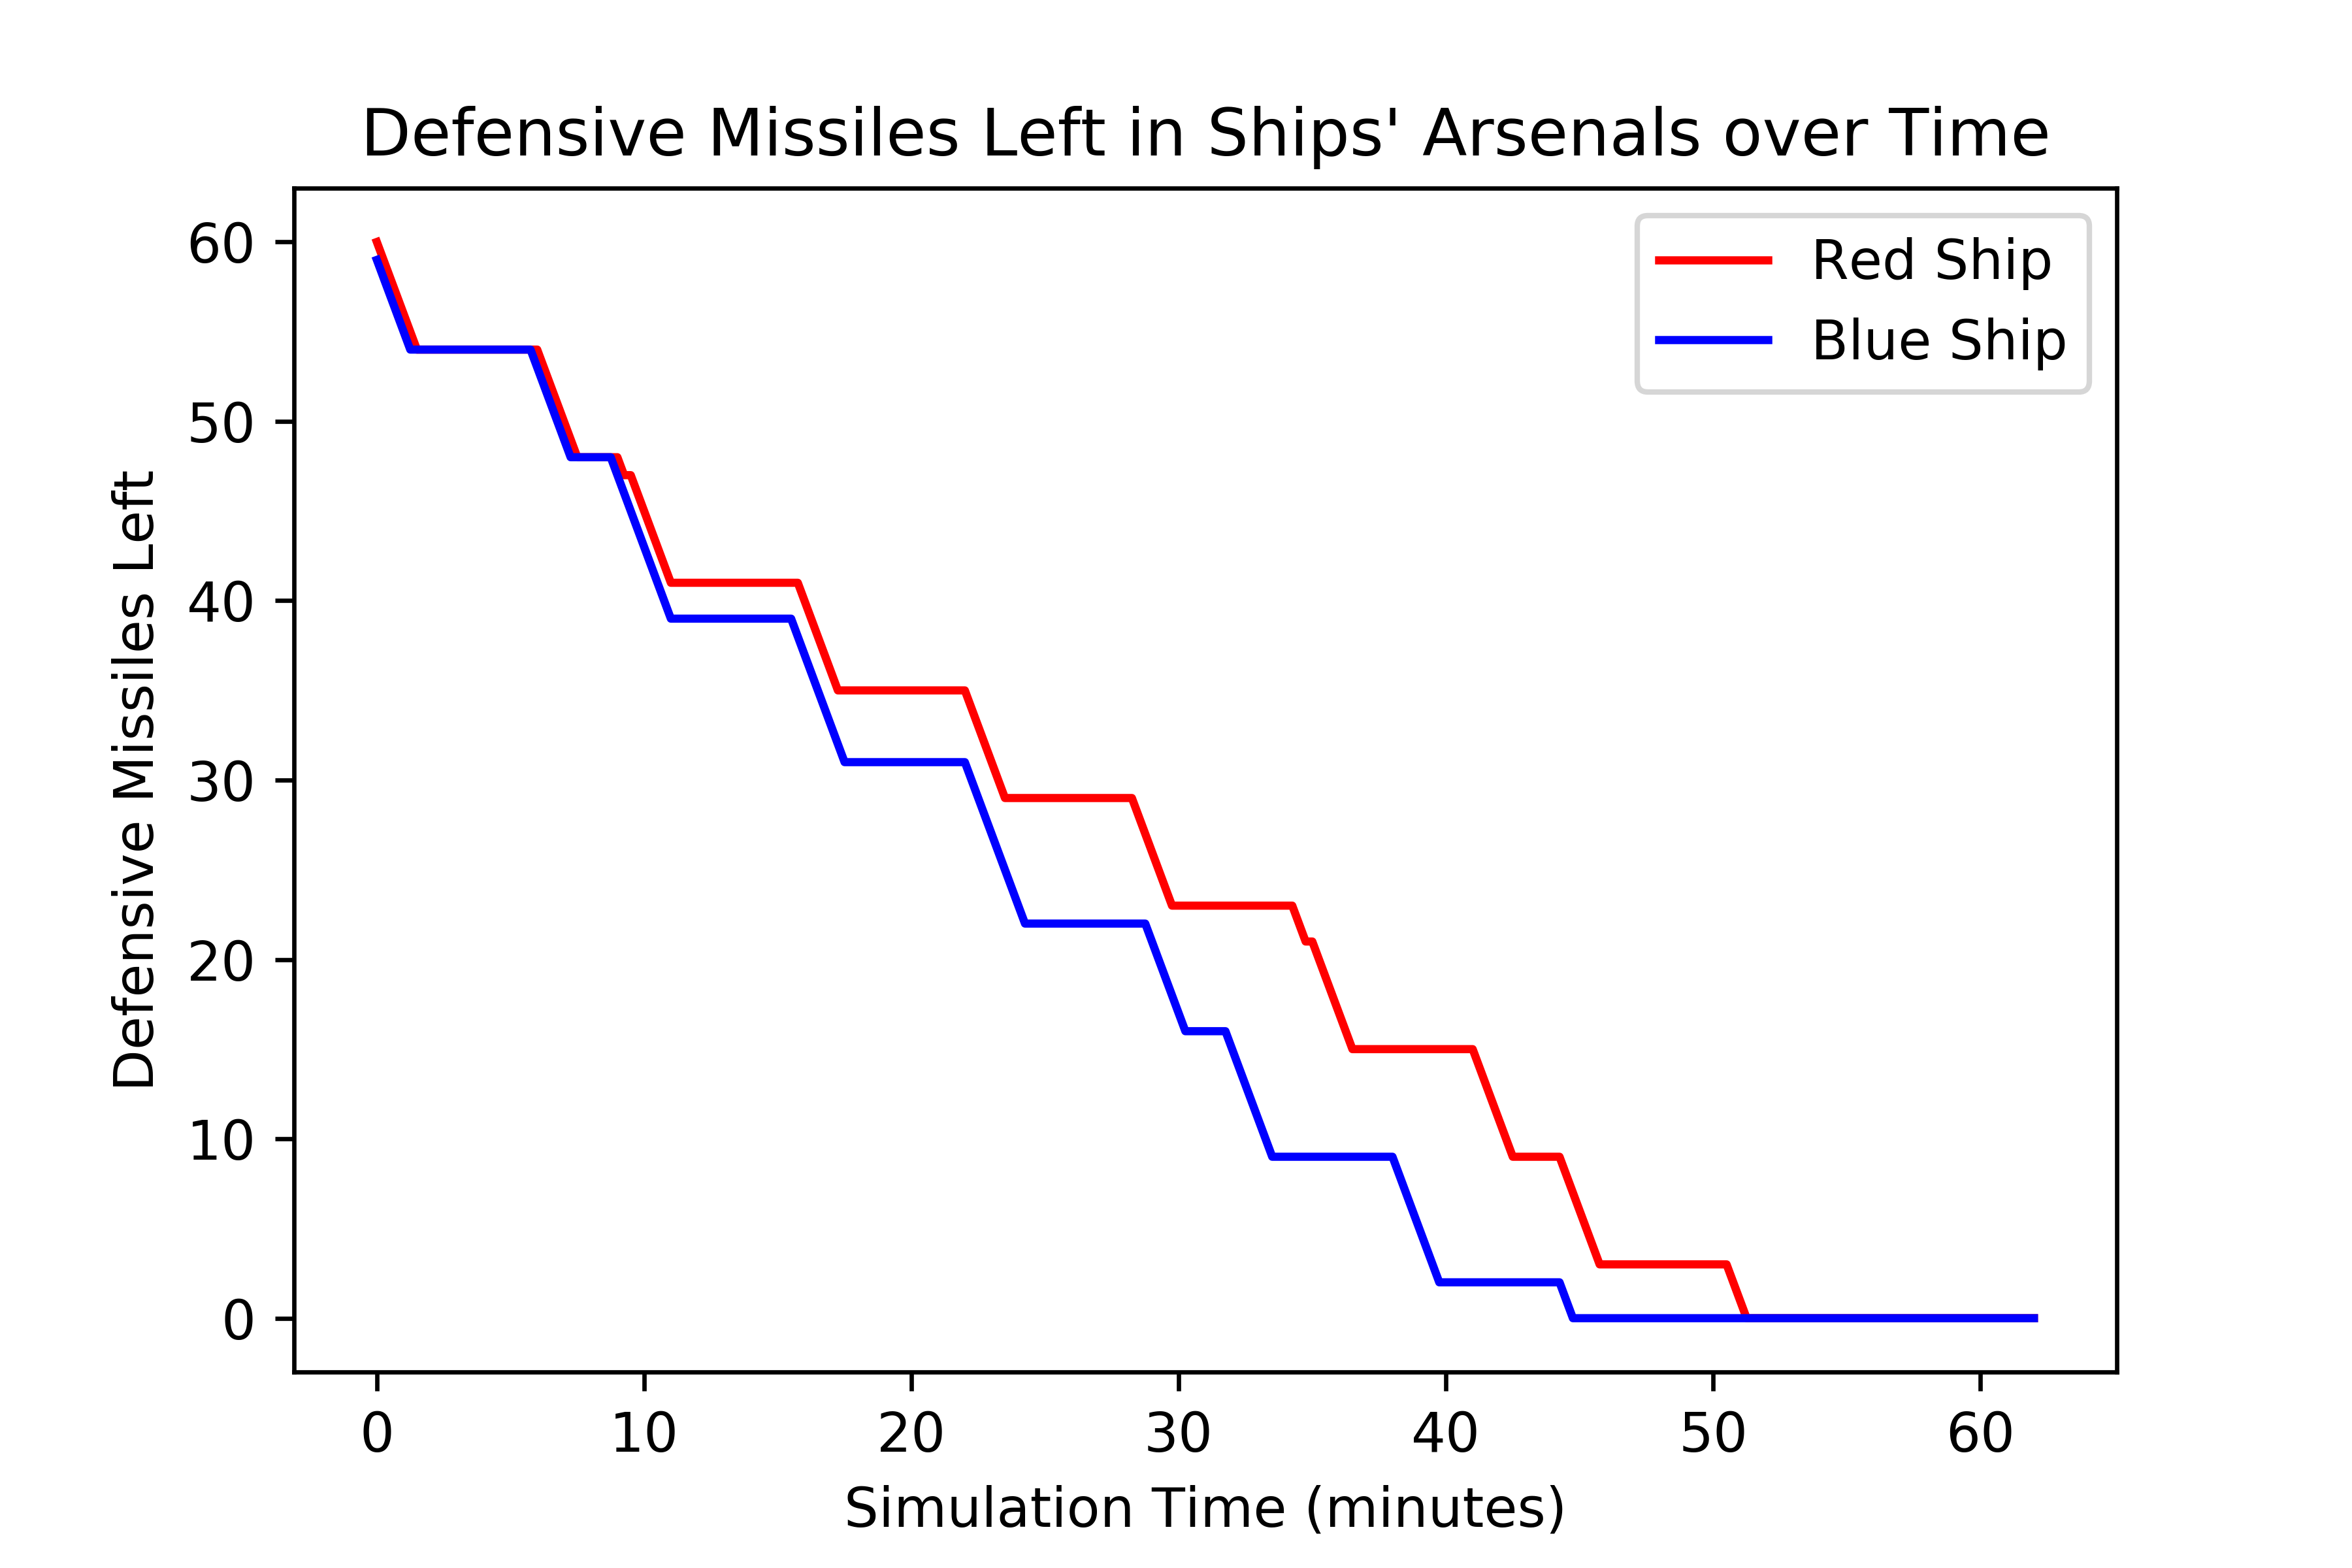 Defensive Missiles Left in Ships' Arsenals over Time
Red Ship
Blue Ship
Defensive Missiles Left
60
50
40
30
20
10
0
0 10 20 30 40 50 60
Simulation Time (minutes)